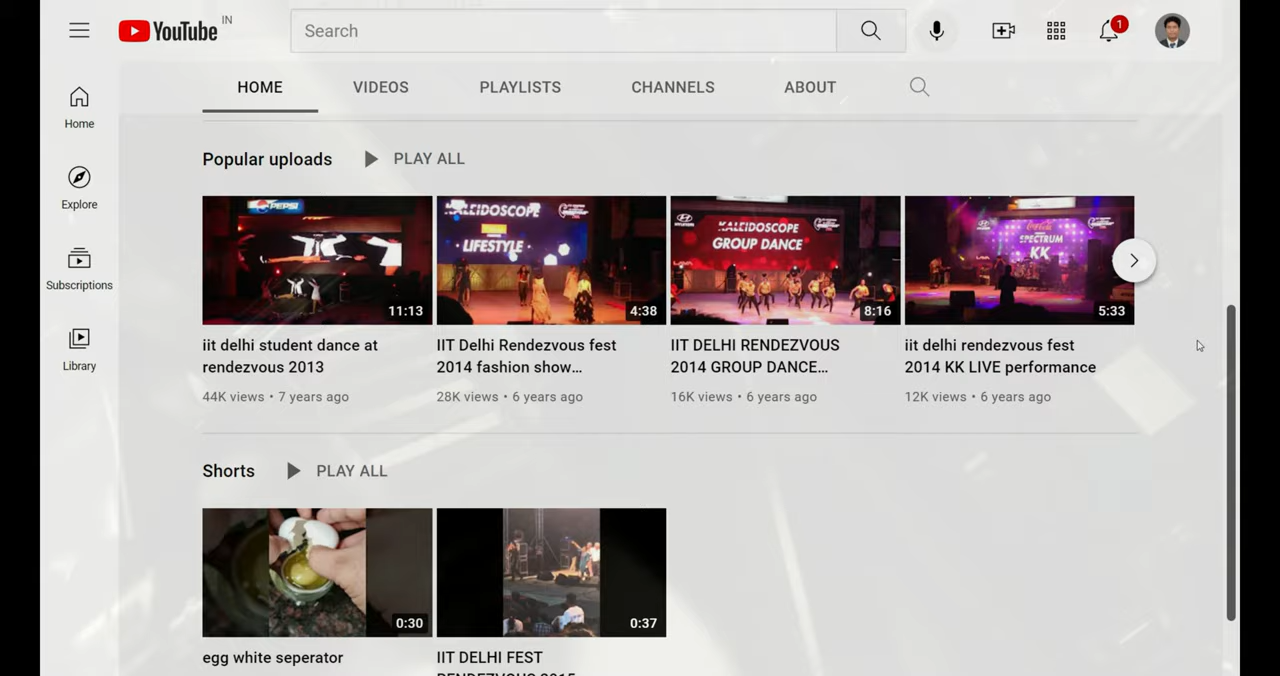 YouTube IN
Search
1
HOME VIDEOS PLAYLISTS CHANNELS ABOUT
Home
Explore
Subscriptions
Library
Popular uploads PLAY ALL
PEPSI
11:13
KALEIDOSCOPE
LIFESTYLE
4:38
KALEIDOSCOPE
GROUP DANCE
8:16
SPECTRUM
KK
5:33
iit delhi student dance at
rendezvous 2013
44K views • 7 years ago
IIT Delhi Rendezvous fest
2014 fashion show...
28K views • 6 years ago
IIT DELHI RENDEZVOUS
2014 GROUP DANCE...
16K views • 6 years ago
iit delhi rendezvous fest
2014 KK LIVE performance
12K views • 6 years ago
Shorts PLAY ALL
0:30
0:37
egg white seperator
IIT DELHI FEST
RENDEZVOUS 2015